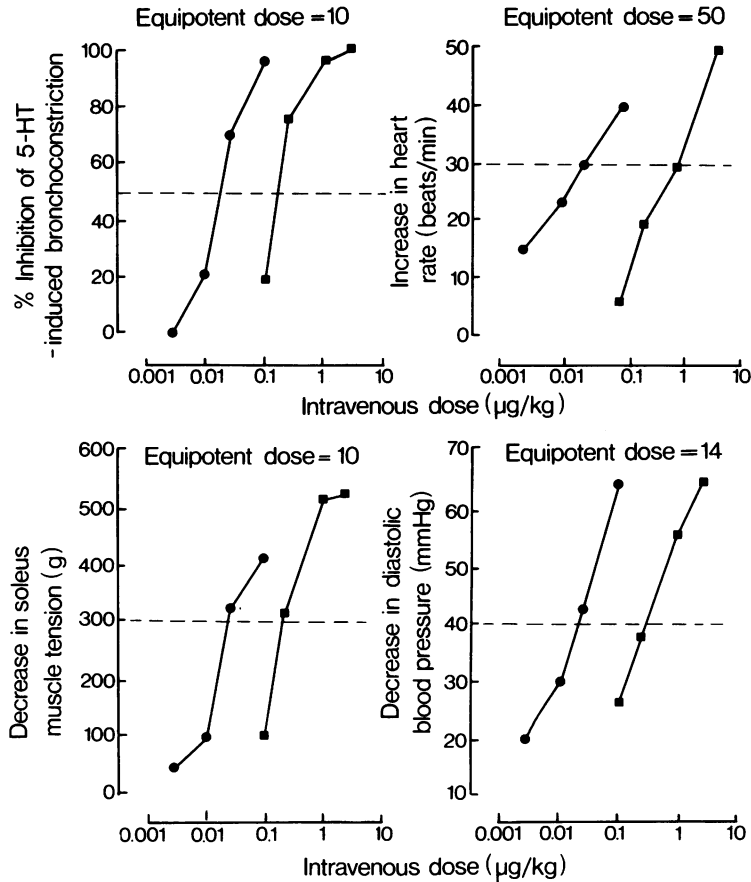 Equipotent dose = 10
% Inhibition of 5-HT
-induced bronchoconstriction
100
80
60
40
20
0
0.001 0.01 0.1 1 10
Equipotent dose = 50
Increase in heart
rate (beats/min)
50
40
30
20
10
0
0.001 0.01 0.1 1 10
Intravenous dose (µg/kg)
Equipotent dose = 10
Decrease in soleus
muscle tension (g)
600
500
400
300
200
100
0
0.001 0.01 0.1 1 10
Equipotent dose = 14
Decrease in diastolic
blood pressure (mmHg)
70
60
50
40
30
20
10
0.001 0.01 0.1 1 10
Intravenous dose (µg/kg)